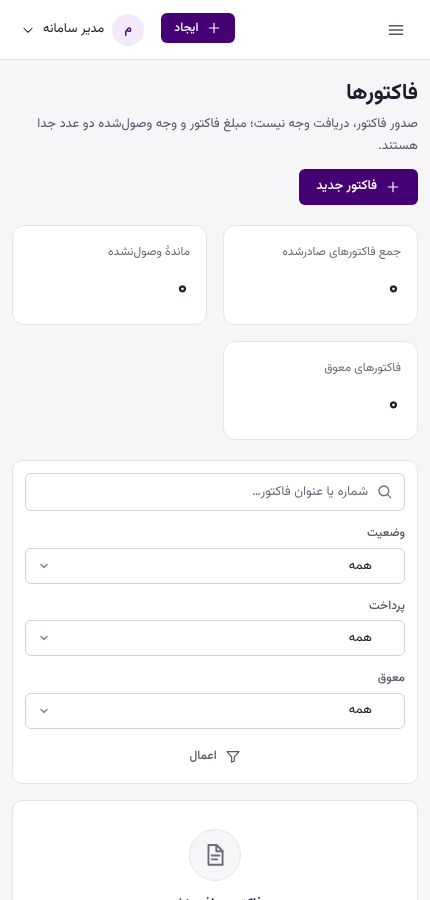 ایجاد
م
مدیر سامانه
فاکتورها
صدور فاکتور، دریافت وجه نیست؛ مبلغ فاکتور و وجه وصول‌شده دو عدد جدا
هستند.
فاکتور جدید
جمع فاکتورهای صادرشده
۰
ماندهٔ وصول‌نشده
۰
فاکتورهای معوق
۰
شماره یا عنوان فاکتور…
وضعیت
همه
پرداخت
همه
معوق
همه
اعمال